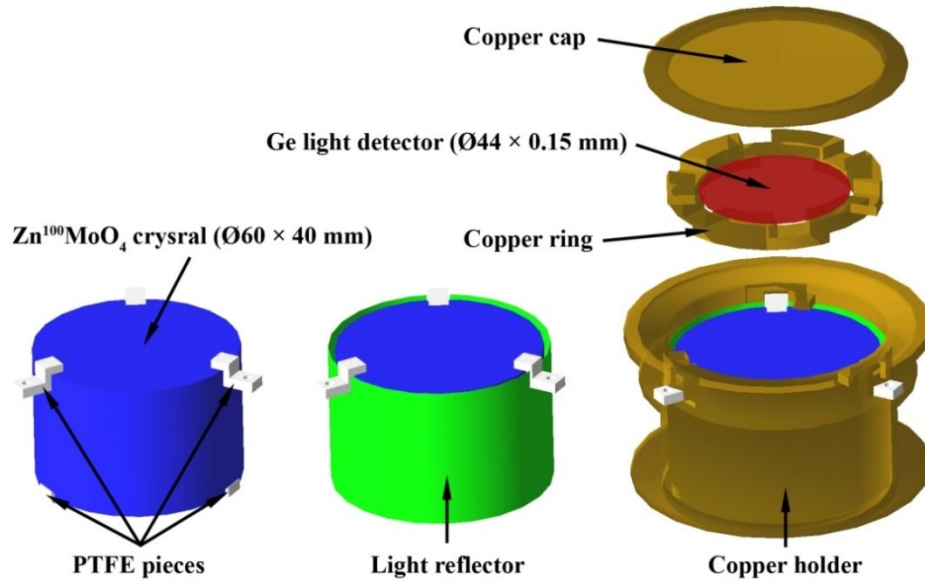 Copper cap
Ge light detector (Ø44 × 0.15 mm)
Zn¹⁰⁰MoO₄ crysral (Ø60 × 40 mm)
Copper ring
PTFE pieces
Light reflector
Copper holder